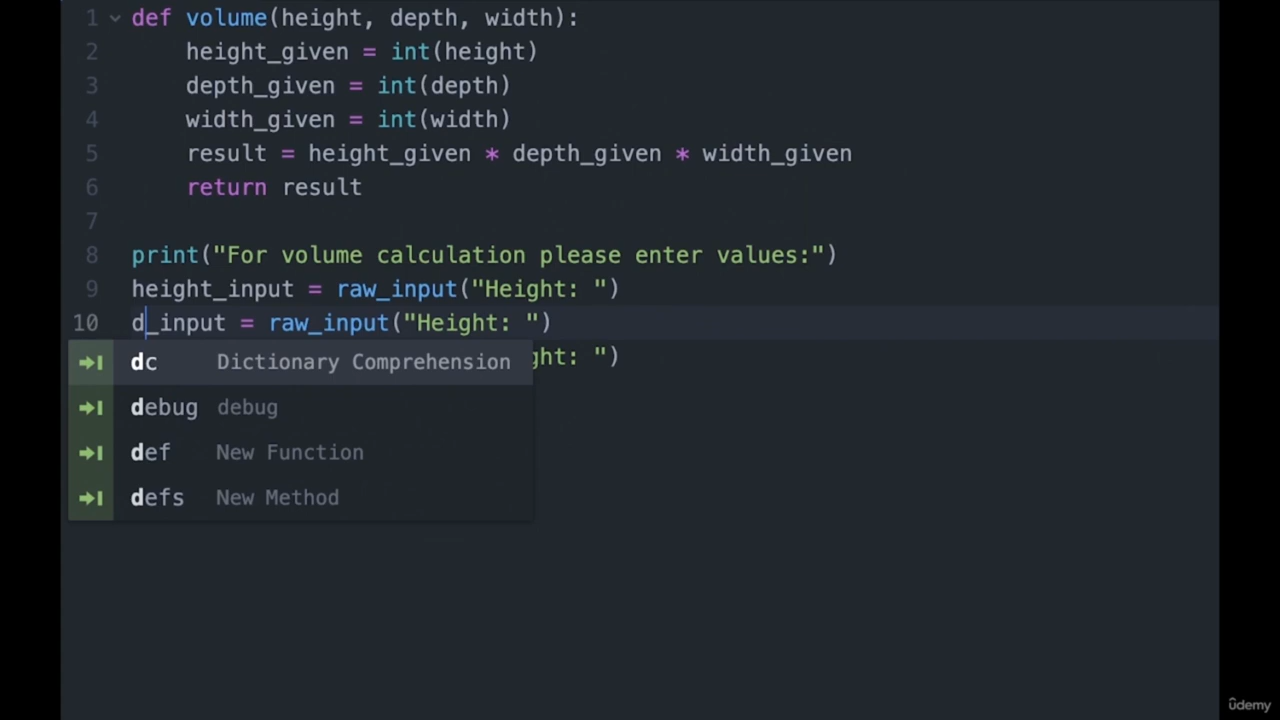 1 def volume(height, depth, width):
2 height_given = int(height)
3 depth_given = int(depth)
4 width_given = int(width)
5 result = height_given * depth_given * width_given
6 return result
7
8 print("For volume calculation please enter values:")
9 height_input = raw_input("Height: ")
10 d_input = raw_input("Height: ")
ght: ")
dc Dictionary Comprehension
debug debug
def New Function
defs New Method
ûdemy